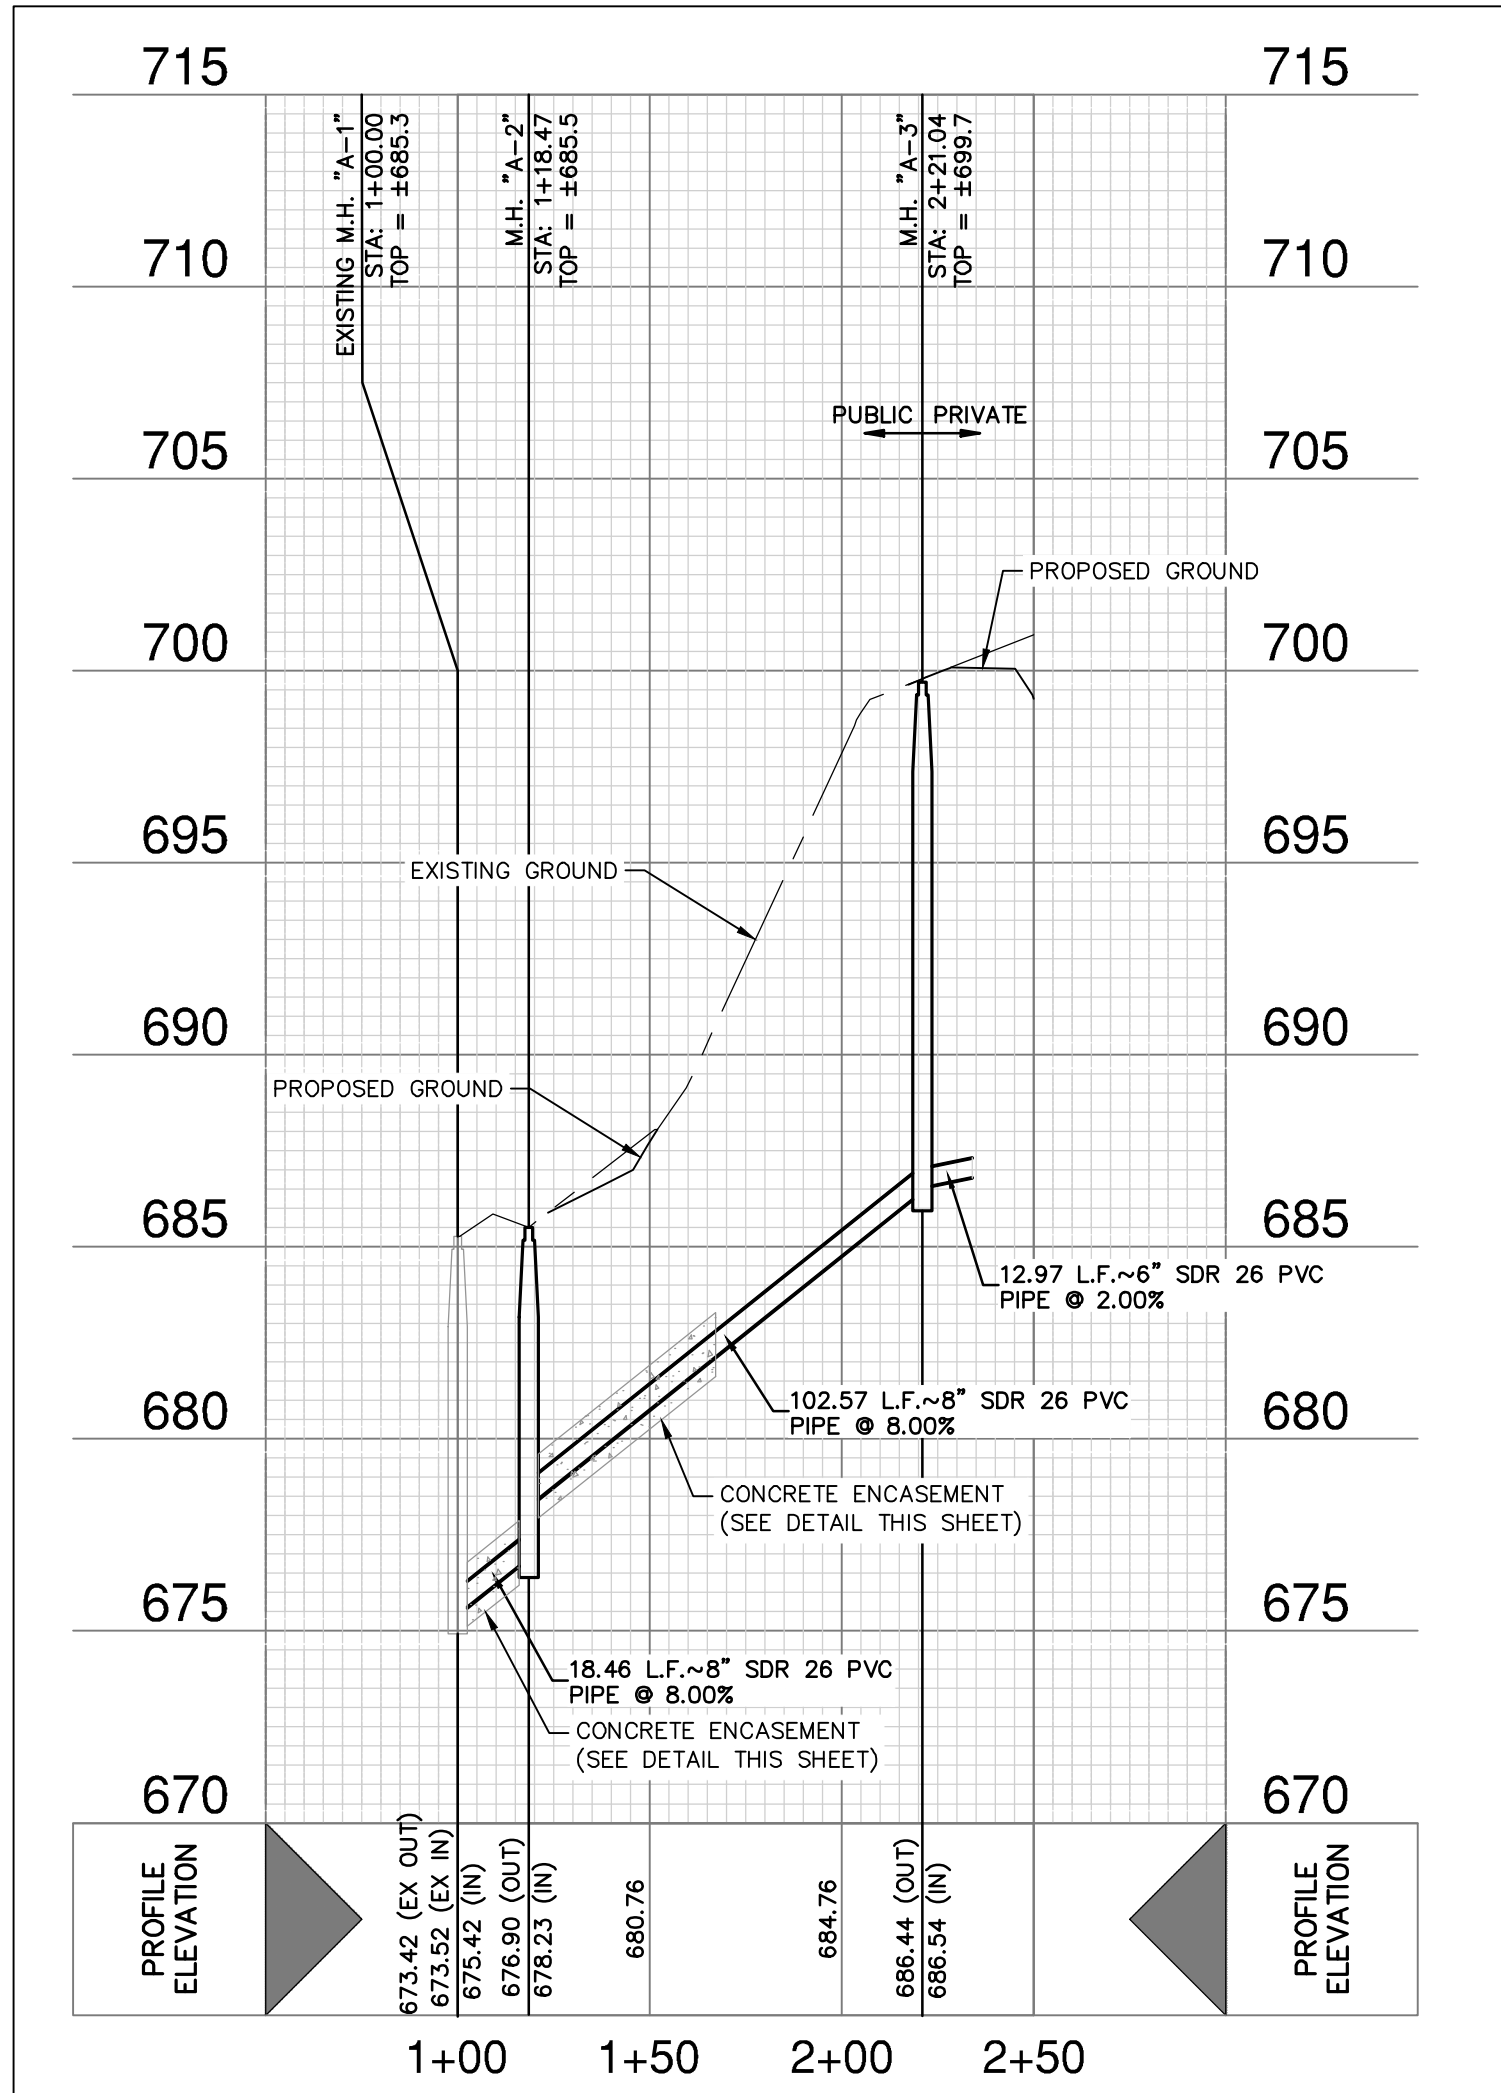 715
715
EXISTING M.H. "A-1"
STA: 1+00.00
TOP = ±685.3
M.H. "A-2"
STA: 1+18.47
TOP = ±685.5
M.H. "A-3"
STA: 2+21.04
TOP = ±699.7
710
710
PUBLIC PRIVATE
705
705
PROPOSED GROUND
700
700
695
695
EXISTING GROUND
690
690
PROPOSED GROUND
685
685
12.97 L.F.~6" SDR 26 PVC
PIPE @ 2.00%
102.57 L.F.~8" SDR 26 PVC
PIPE @ 8.00%
680
680
CONCRETE ENCASEMENT
(SEE DETAIL THIS SHEET)
675
675
18.46 L.F.~8" SDR 26 PVC
PIPE @ 8.00%
CONCRETE ENCASEMENT
(SEE DETAIL THIS SHEET)
670
670
PROFILE
ELEVATION
673.42 (EX OUT)
673.52 (EX IN)
675.42 (IN)
676.90 (OUT)
678.23 (IN)
680.76
684.76
686.44 (OUT)
686.54 (IN)
PROFILE
ELEVATION
1+00
1+50
2+00
2+50